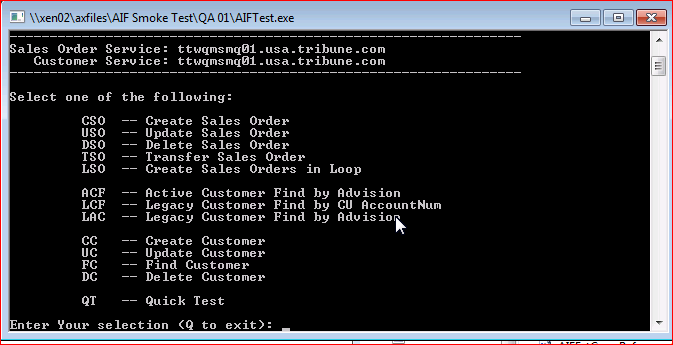 \\xen02\axfiles\AIF Smoke Test\QA 01\AIFTest.exe
Sales Order Service: ttwqmsmq01.usa.tribune.com
Customer Service: ttwqmsmq01.usa.tribune.com
Select one of the following:
CSO -- Create Sales Order
USO -- Update Sales Order
DSO -- Delete Sales Order
TSO -- Transfer Sales Order
LSO -- Create Sales Orders in Loop
ACF -- Active Customer Find by Advision
LCF -- Legacy Customer Find by CU AccountNum
LAC -- Legacy Customer Find by Advision
CC -- Create Customer
UC -- Update Customer
FC -- Find Customer
DC -- Delete Customer
QT -- Quick Test
Enter Your selection (Q to exit): _